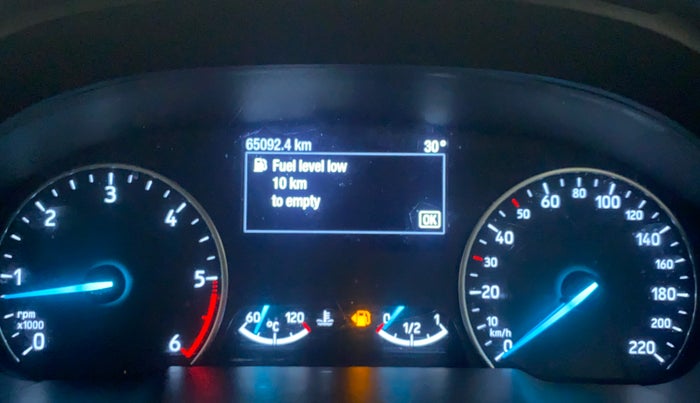 65092.4 km 30°
Fuel level low
10 km
to empty
OK
0 1 2 3 4 5 6
rpm
x1000
60 120
°C
0 1/2 1
0 10 20 30 40 50 60 80 100 120 140 160 180 200 220
km/h